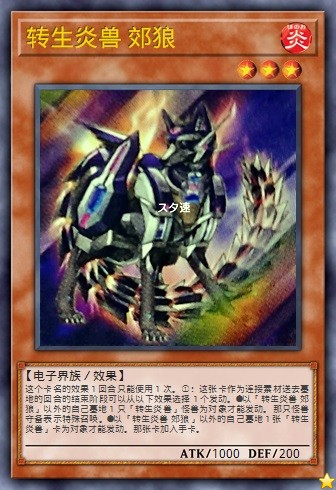 转生炎兽 郊狼
炎
スタ速
【电子界族／效果】
这个卡名的效果1回合只能使用1次。①：这张卡作为连接素材送去墓
地的回合的结束阶段可以从以下效果选择1个发动。●以「转生炎兽 郊
狼」以外的自己墓地1只「转生炎兽」怪兽为对象才能发动。那只怪兽
守备表示特殊召唤。●以「转生炎兽 郊狼」以外的自己墓地1张「转生
炎兽」卡为对象才能发动。那张卡加入手卡。
ATK/1000 DEF/200